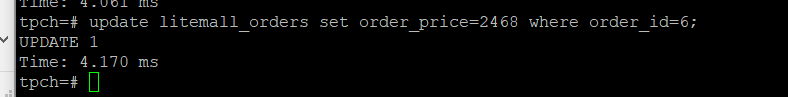 Time: 4.061 ms
tpch=# update litemall_orders set order_price=2468 where order_id=6;
UPDATE 1
Time: 4.170 ms
tpch=#